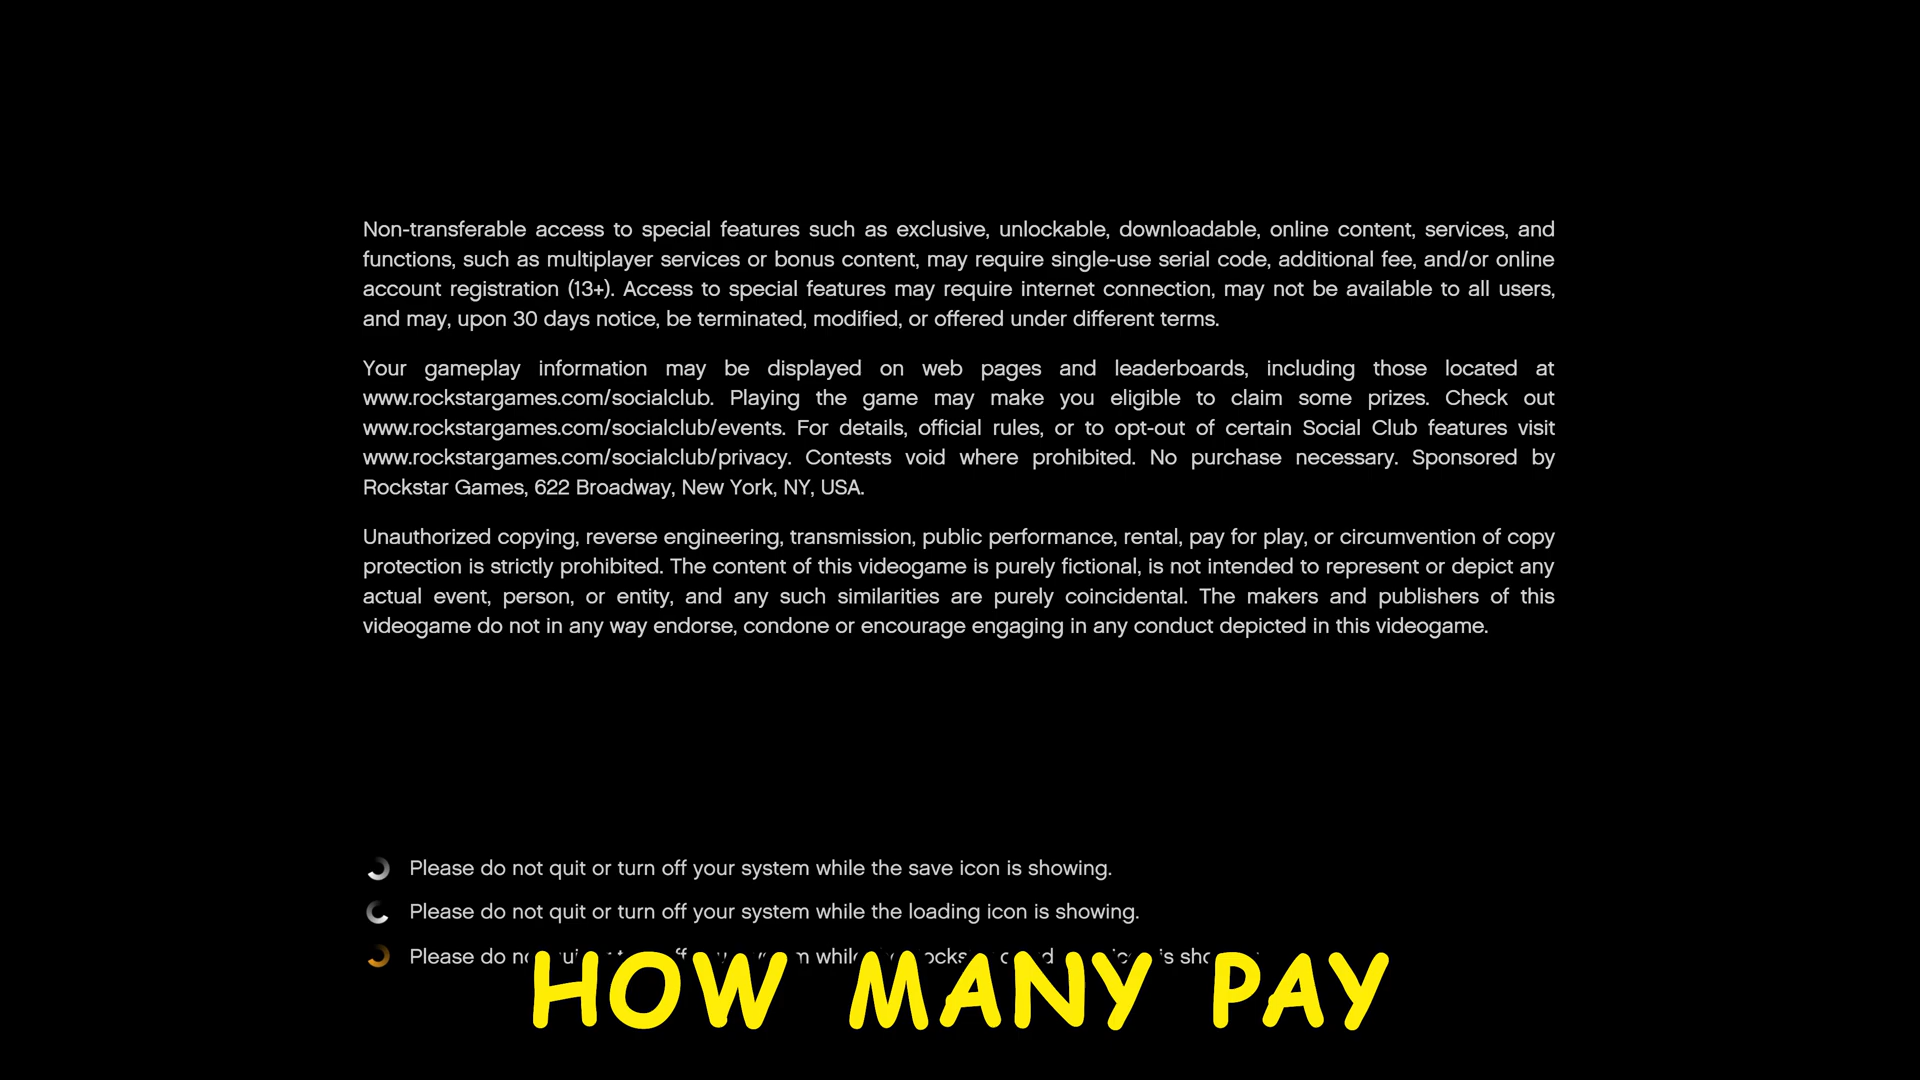 Non-transferable access to special features such as exclusive, unlockable, downloadable, online content, services, and
functions, such as multiplayer services or bonus content, may require single-use serial code, additional fee, and/or online
account registration (13+). Access to special features may require internet connection, may not be available to all users,
and may, upon 30 days notice, be terminated, modified, or offered under different terms.
Your gameplay information may be displayed on web pages and leaderboards, including those located at
www.rockstargames.com/socialclub. Playing the game may make you eligible to claim some prizes. Check out
www.rockstargames.com/socialclub/events. For details, official rules, or to opt-out of certain Social Club features visit
www.rockstargames.com/socialclub/privacy. Contests void where prohibited. No purchase necessary. Sponsored by
Rockstar Games, 622 Broadway, New York, NY, USA.
Unauthorized copying, reverse engineering, transmission, public performance, rental, pay for play, or circumvention of copy
protection is strictly prohibited. The content of this videogame is purely fictional, is not intended to represent or depict any
actual event, person, or entity, and any such similarities are purely coincidental. The makers and publishers of this
videogame do not in any way endorse, condone or encourage engaging in any conduct depicted in this videogame.
Please do not quit or turn off your system while the save icon is showing.
Please do not quit or turn off your system while the loading icon is showing.
Please do while is
HOW MANY PAY